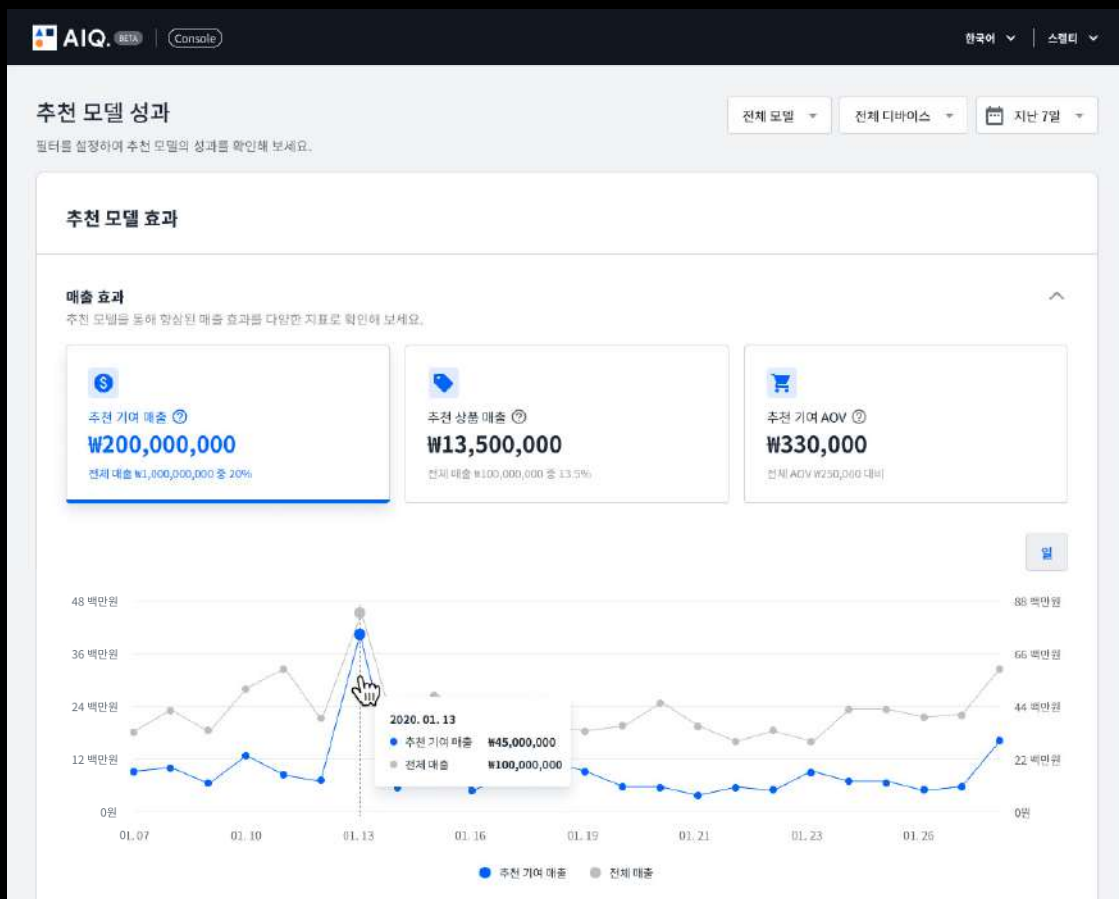 AIQ. BETA Console 한국어 스켈티
추천 모델 성과
전체 모델 전체 디바이스 지난 7일
필터를 설정하여 추천 모델의 성과를 확인해 보세요.
추천 모델 효과
매출 효과
추천 모델을 통해 향상된 매출 효과를 다양한 지표로 확인해 보세요.
추천 기여 매출
₩200,000,000
전체 매출 ₩1,000,000,000 중 20%
추천 상품 매출
₩13,500,000
전체 매출 ₩100,000,000 중 13.5%
추천 기여 AOV
₩330,000
전체 AOV ₩250,000 대비
일
48 백만원
36 백만원
24 백만원
12 백만원
0원
88 백만원
66 백만원
44 백만원
22 백만원
0원
2020. 01. 13
추천 기여 매출 ₩45,000,000
전체 매출 ₩100,000,000
01. 07 01. 10 01. 13 01. 16 01. 19 01. 21 01. 23 01. 26
추천 기여 매출 전체 매출